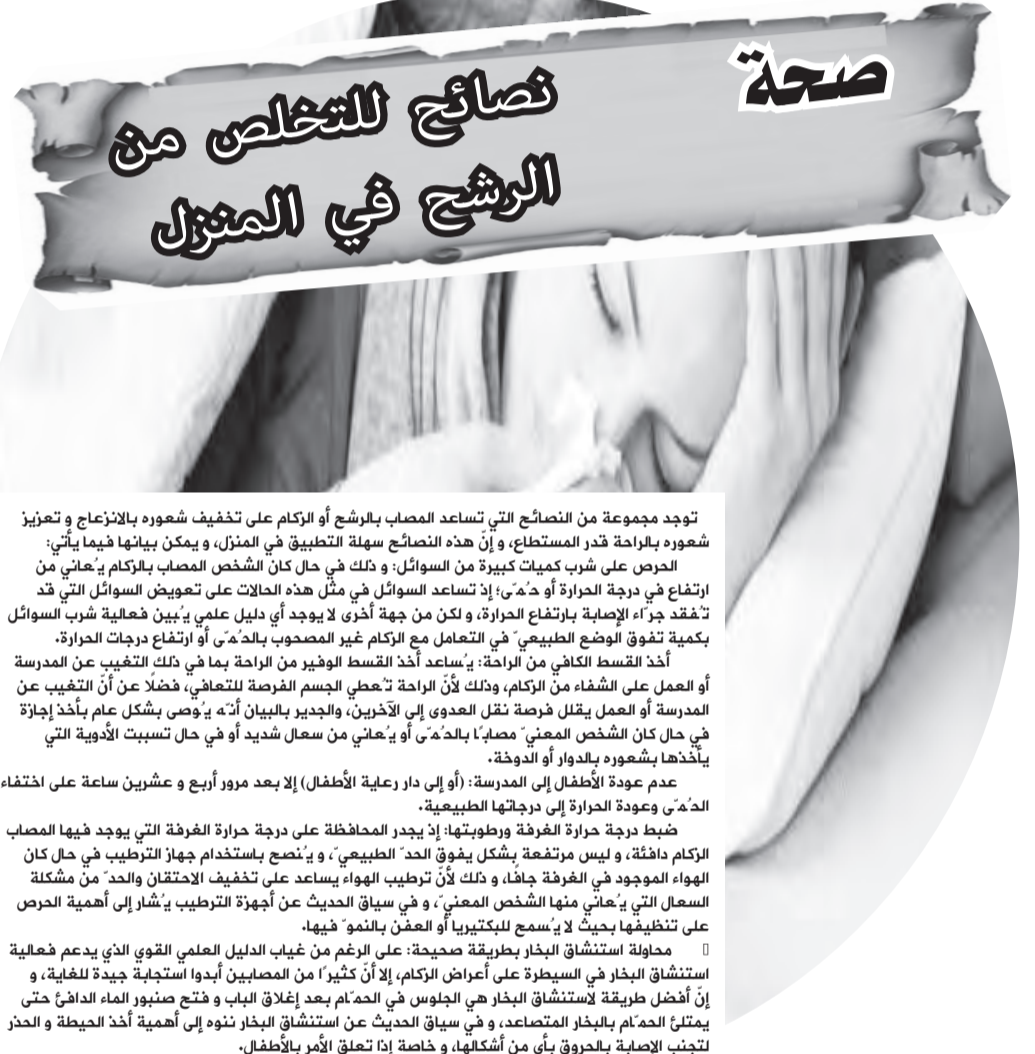 صحة
نصائح للتخلص من
الرشح في المنزل
توجد مجموعة من النصائح التي تساعد المصاب بالرشح أو الزكام على تخفيف شعوره بالانزعاج و تعزيز
شعوره بالراحة قدر المستطاع، و إنّ هذه النصائح سهلة التطبيق في المنزل، و يمكن بيانها فيما يأتي:
الحرص على شرب كميات كبيرة من السوائل: و ذلك في حال كان الشخص المصاب بالزكام يُعاني من
ارتفاع في درجة الحرارة أو حُمّى؛ إذ تساعد السوائل في مثل هذه الحالات على تعويض السوائل التي قد
تُفقد جرّاء الإصابة بارتفاع الحرارة، و لكن من جهة أخرى لا يوجد أي دليل علمي يُبين فعالية شرب السوائل
بكمية تفوق الوضع الطبيعيّ في التعامل مع الزكام غير المصحوب بالحُمّى أو ارتفاع درجات الحرارة.
أخذ القسط الكافي من الراحة: يُساعد أخذ القسط الوفير من الراحة بما في ذلك التغيب عن المدرسة
أو العمل على الشفاء من الزكام، وذلك لأنّ الراحة تُعطي الجسم الفرصة للتعافي، فضلًا عن أنّ التغيب عن
المدرسة أو العمل يقلل فرصة نقل العدوى إلى الآخرين، والجدير بالبيان أنّه يُوصى بشكل عام بأخذ إجازة
في حال كان الشخص المعنيّ مصابًا بالحُمّى أو يُعاني من سعال شديد أو في حال تسببت الأدوية التي
يأخذها بشعوره بالدوار أو الدوخة.
عدم عودة الأطفال إلى المدرسة: (أو إلى دار رعاية الأطفال) إلا بعد مرور أربع و عشرين ساعة على اختفاء
الحُمّى وعودة الحرارة إلى درجاتها الطبيعية.
ضبط درجة حرارة الغرفة ورطوبتها: إذ يجدر المحافظة على درجة حرارة الغرفة التي يوجد فيها المصاب
الزكام دافئة، و ليس مرتفعة بشكل يفوق الحدّ الطبيعيّ، و يُنصح باستخدام جهاز الترطيب في حال كان
الهواء الموجود في الغرفة جافًا، و ذلك لأنّ ترطيب الهواء يساعد على تخفيف الاحتقان والحدّ من مشكلة
السعال التي يُعاني منها الشخص المعنيّ، و في سياق الحديث عن أجهزة الترطيب يُشار إلى أهمية الحرص
على تنظيفها بحيث لا يُسمح للبكتيريا أو العفن بالنموّ فيها.
محاولة استنشاق البخار بطريقة صحيحة: على الرغم من غياب الدليل العلمي القوي الذي يدعم فعالية
استنشاق البخار في السيطرة على أعراض الزكام، إلا أنّ كثيرًا من المصابين أبدوا استجابة جيدة للغاية، و
إنّ أفضل طريقة لاستنشاق البخار هي الجلوس في الحمّام بعد إغلاق الباب و فتح صنبور الماء الدافئ حتى
يمتلئ الحمّام بالبخار المتصاعد، و في سياق الحديث عن استنشاق البخار ننوه إلى أهمية أخذ الحيطة و الحذر
لتجنب الإصابة بالحروق بأي من أشكالها، و خاصة إذا تعلق الأمر بالأطفال.